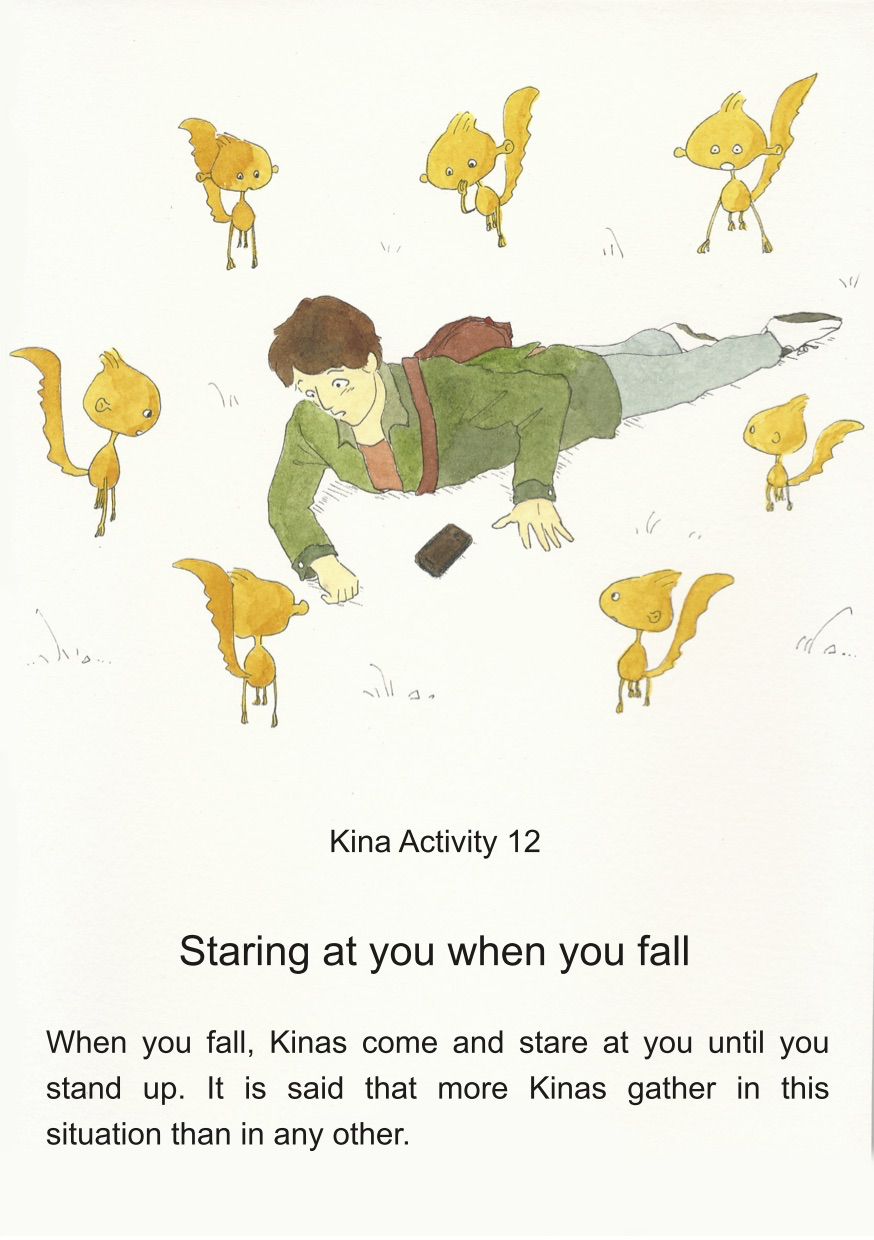 Kina Activity 12
Staring at you when you fall
When you fall, Kinas come and stare at you until you
stand up. It is said that more Kinas gather in this
situation than in any other.